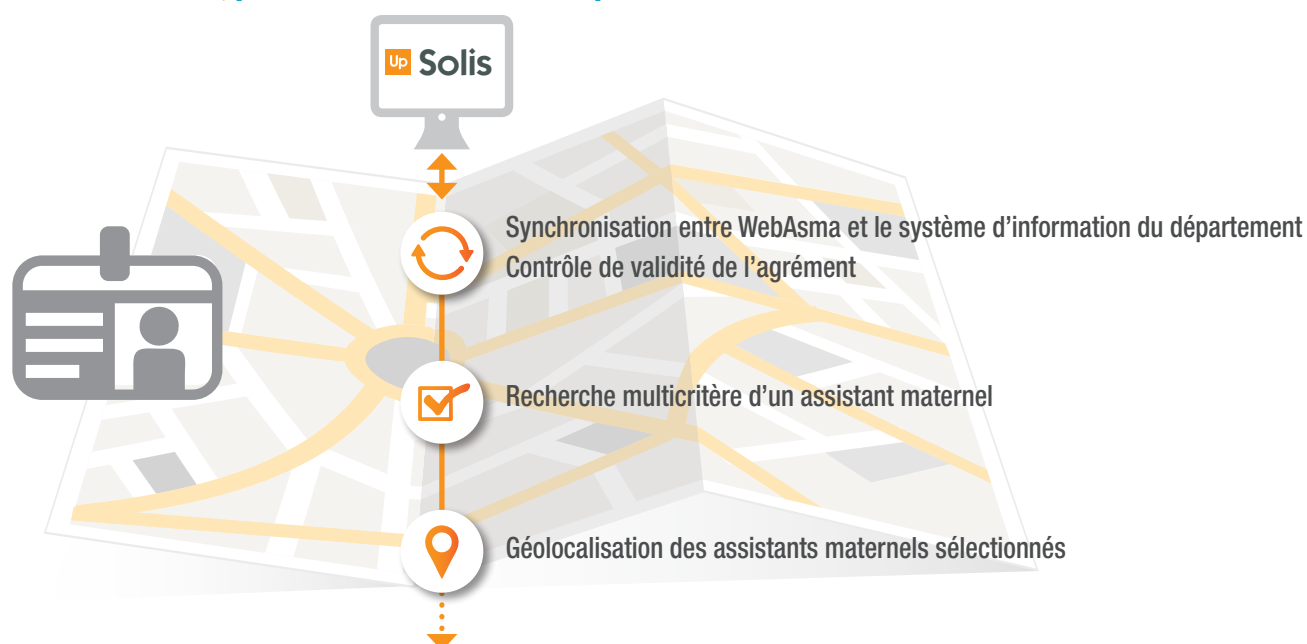 Up Solis
Synchronisation entre WebAsma et le système d’information du département
Contrôle de validité de l’agrément
Recherche multicritère d’un assistant maternel
Géolocalisation des assistants maternels sélectionnés